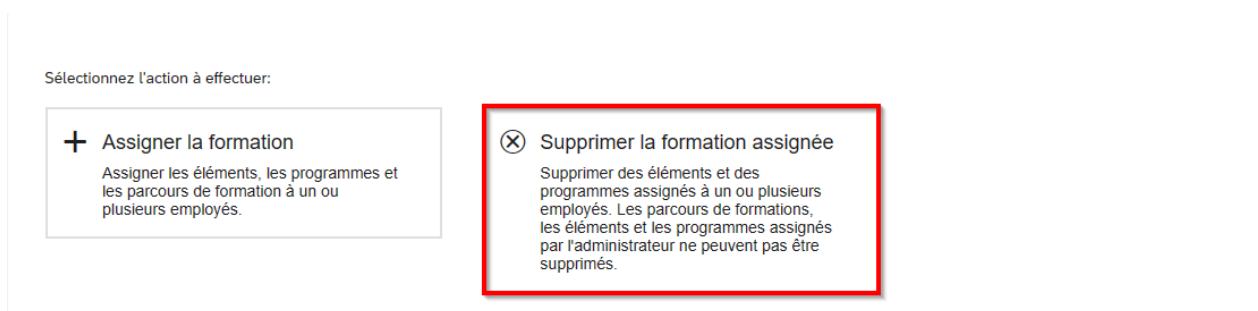 Sélectionnez l'action à effectuer:
Assigner la formation
Assigner les éléments, les programmes et
les parcours de formation à un ou
plusieurs employés.
Supprimer la formation assignée
Supprimer des éléments et des
programmes assignés à un ou plusieurs
employés. Les parcours de formations,
les éléments et les programmes assignés
par l'administrateur ne peuvent pas être
supprimés.